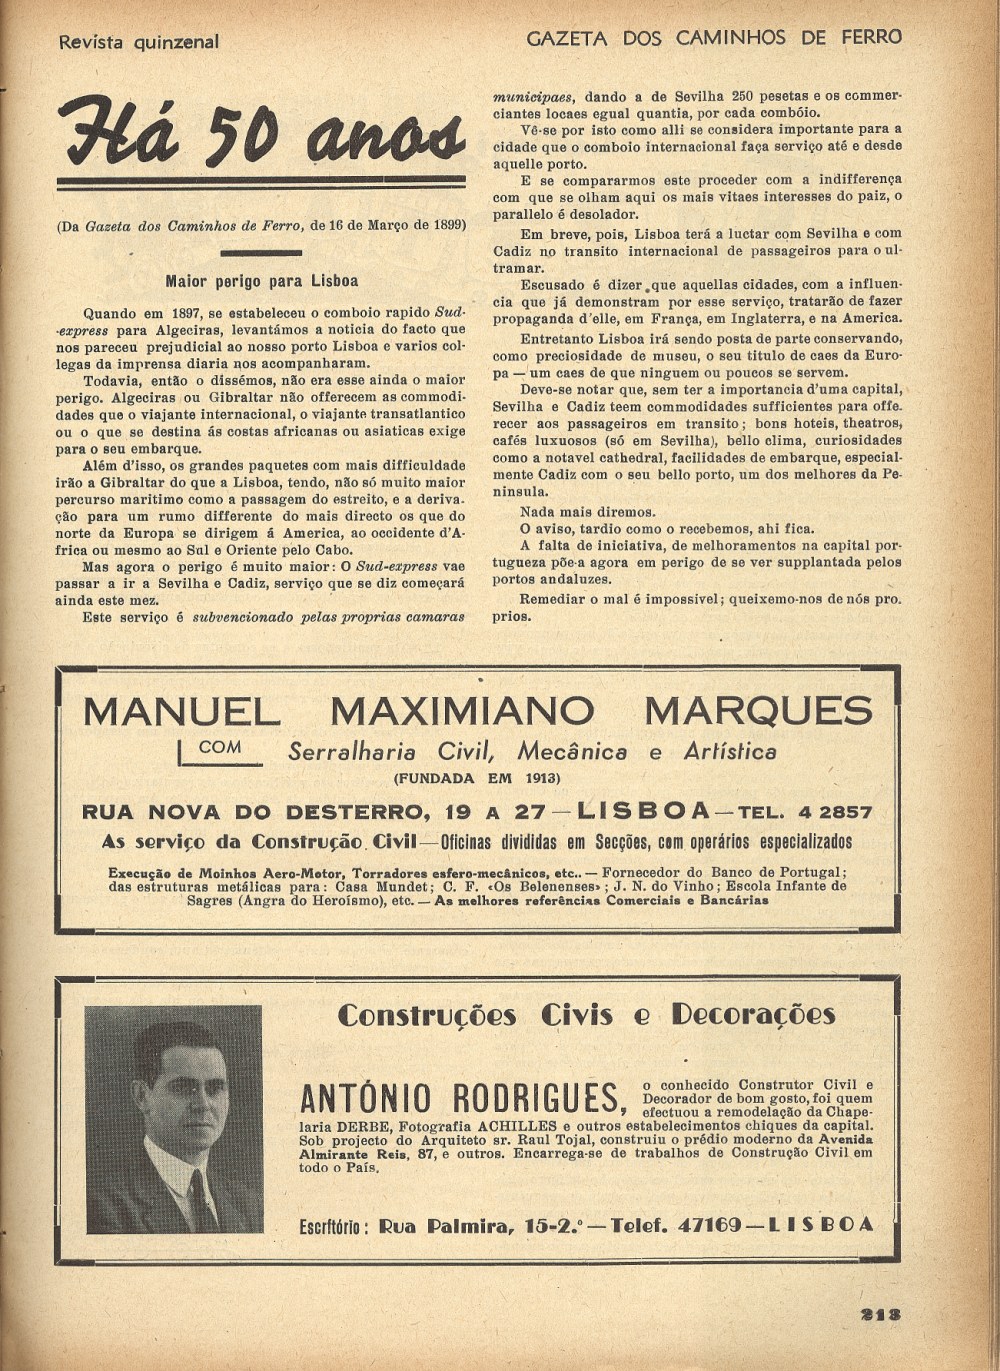 Revista quinzenal
GAZETA DOS CAMINHOS DE FERRO
Há 50 anos
(Da Gazeta dos Caminhos de Ferro, de 16 de Março de 1899)
Maior perigo para Lisboa
Quando em 1897, se estabeleceu o comboio rapido Sud-
-express para Algeciras, levantámos a noticia do facto que
nos pareceu prejudicial ao nosso porto Lisboa e varios col-
legas da imprensa diaria nos acompanharam.
Todavia, então o dissémos, não era esse ainda o maior
perigo. Algeciras ou Gibraltar não offerecem as commodi-
dades que o viajante internacional, o viajante transatlantico
ou o que se destina ás costas africanas ou asiaticas exige
para o seu embarque.
Além d'isso, os grandes paquetes com mais difficuldade
irão a Gibraltar do que a Lisboa, tendo, não só muito maior
percurso maritimo como a passagem do estreito, e a deriva-
ção para um rumo differente do mais directo os que do
norte da Europa se dirigem á America, ao occidente d'A-
frica ou mesmo ao Sul e Oriente pelo Cabo.
Mas agora o perigo é muito maior: O Sud-express vae
passar a ir a Sevilha e Cadiz, serviço que se diz começará
ainda este mez.
Este serviço é subvencionado pelas proprias camaras
municipaes, dando a de Sevilha 250 pesetas e os commer-
ciantes locaes egual quantia, por cada combóio.
Vê-se por isto como alli se considera importante para a
cidade que o comboio internacional faça serviço até e desde
aquelle porto.
E se compararmos este proceder com a indifferença
com que se olham aqui os mais vitaes interesses do paiz, o
parallelo é desolador.
Em breve, pois, Lisboa terá a luctar com Sevilha e com
Cadiz no transito internacional de passageiros para o ul-
tramar.
Escusado é dizer que aquellas cidades, com a influen-
cia que já demonstram por esse serviço, tratarão de fazer
propaganda d'elle, em França, em Inglaterra, e na America.
Entretanto Lisboa irá sendo posta de parte conservando,
como preciosidade de museu, o seu titulo de caes da Euro-
pa — um caes de que ninguem ou poucos se servem.
Deve-se notar que, sem ter a importancia d'uma capital,
Sevilha e Cadiz teem commodidades sufficientes para offe.
recer aos passageiros em transito; bons hoteis, theatros,
cafés luxuosos (só em Sevilha), bello clima, curiosidades
como a notavel cathedral, facilidades de embarque, especial-
mente Cadiz com o seu bello porto, um dos melhores da Pe-
ninsula.
Nada mais diremos.
O aviso, tardio como o recebemos, ahi fica.
A falta de iniciativa, de melhoramentos na capital por-
tugueza põe-a agora em perigo de se ver supplantada pelos
portos andaluzes.
Remediar o mal é impossivel; queixemo-nos de nós pro.
prios.
MANUEL MAXIMIANO MARQUES
COM Serralharia Civil, Mecânica e Artística
(FUNDADA EM 1913)
RUA NOVA DO DESTERRO, 19 A 27 — LISBOA — TEL. 4 2857
As serviço da Construção Civil — Oficinas divididas em Secções, com operários especializados
Execução de Moinhos Aero-Motor, Torradores esfero-mecânicos, etc.. — Fornecedor do Banco de Portugal;
das estruturas metálicas para: Casa Mundet; C. F. «Os Belenenses»; J. N. do Vinho; Escola Infante de
Sagres (Angra do Heroísmo), etc. — As melhores referências Comerciais e Bancárias
Construções Civis e Decorações
ANTÓNIO RODRIGUES, o conhecido Construtor Civil e
Decorador de bom gosto, foi quem
efectuou a remodelação da Chape-
laria DERBE, Fotografia ACHILLES e outros estabelecimentos chiques da capital.
Sob projecto do Arquiteto sr. Raul Tojal, construiu o prédio moderno da Avenida
Almirante Reis, 87, e outros. Encarrega-se de trabalhos de Construção Civil em
todo o País.
Escritório: Rua Palmira, 15-2.º — Telef. 47169 — LISBOA
213